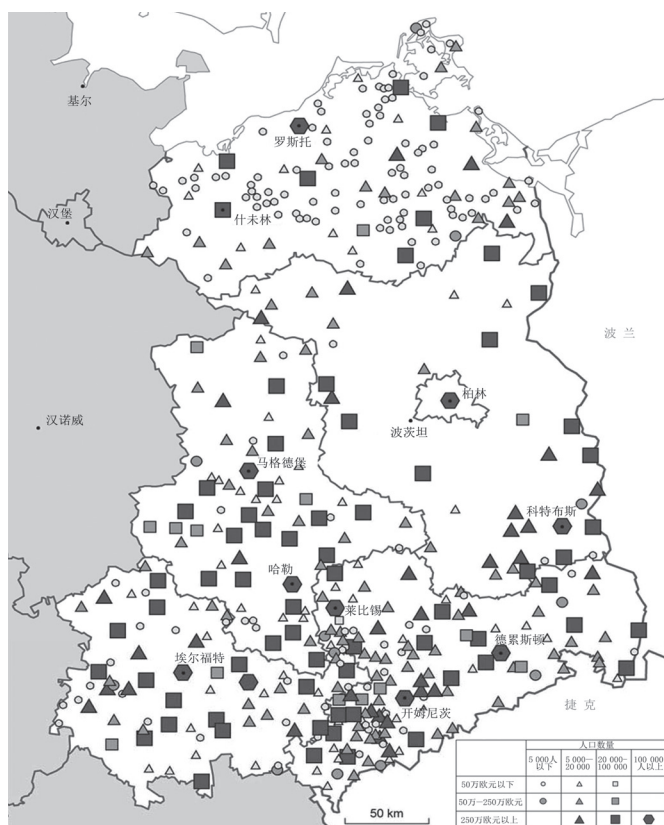 基尔
罗斯托
汉堡
什未林
波 兰
柏林
汉诺威
波茨坦
马格德堡
科特布斯
哈勒
莱比锡
德累斯顿
埃尔福特
开姆尼茨
捷 克
人口数量
5 000人以下 5 000—20 000 20 000—100 000 100 000人以上
50万欧元以下
50万—250万欧元
250万欧元以上
50 km